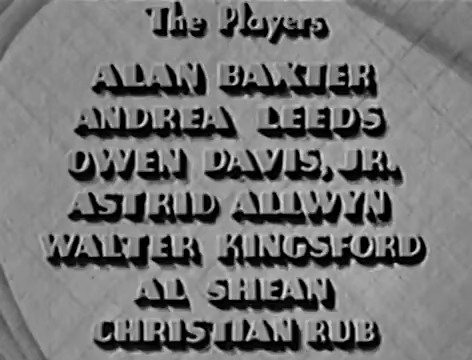 The Players
ALAN BAXTER
ANDREA LEEDS
OWEN DAVIS, JR.
ASTRID ALLWYN
WALTER KINGSFORD
AL SHEAN
CHRISTIAN RUB